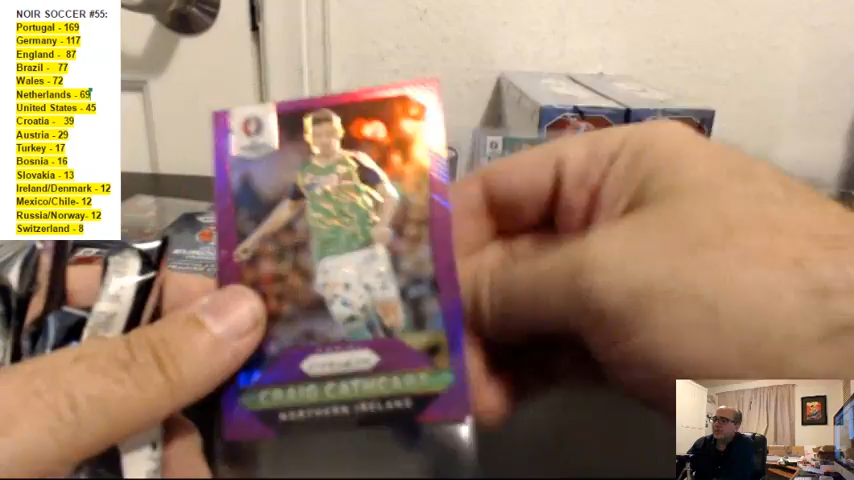 NOIR SOCCER #55:
Portugal - 169
Germany - 117
England - 87
Brazil - 77
Wales - 72
Netherlands - 69
United States - 45
Croatia - 39
Austria - 29
Turkey - 17
Bosnia - 16
Slovakia - 13
Ireland/Denmark - 12
Mexico/Chile- 12
Russia/Norway- 12
Switzerland - 8
CRAIG CATHCART
NORTHERN IRELAND